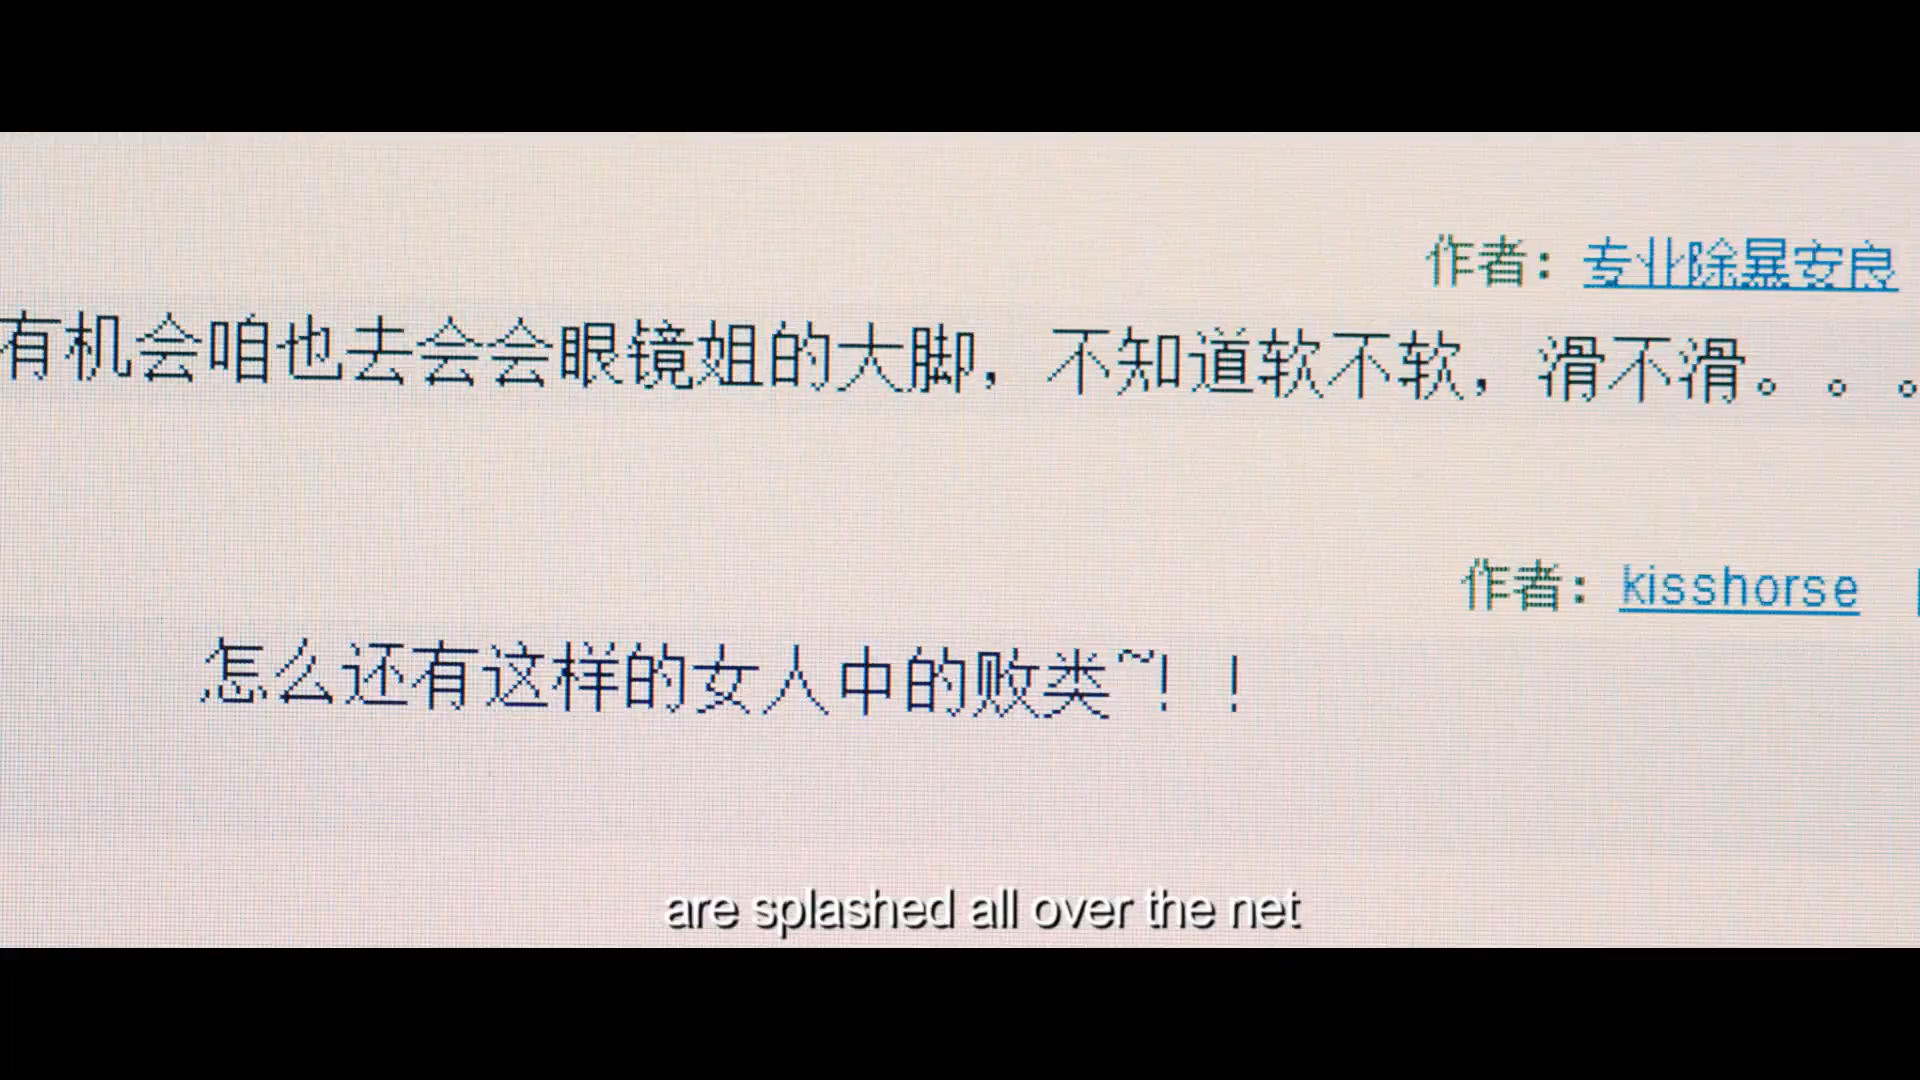 作者：专业除暴安良
有机会咱也去会会眼镜姐的大脚，不知道软不软，滑不滑。。。
作者：kisshorse
怎么还有这样的女人中的败类~！！
are splashed all over the net